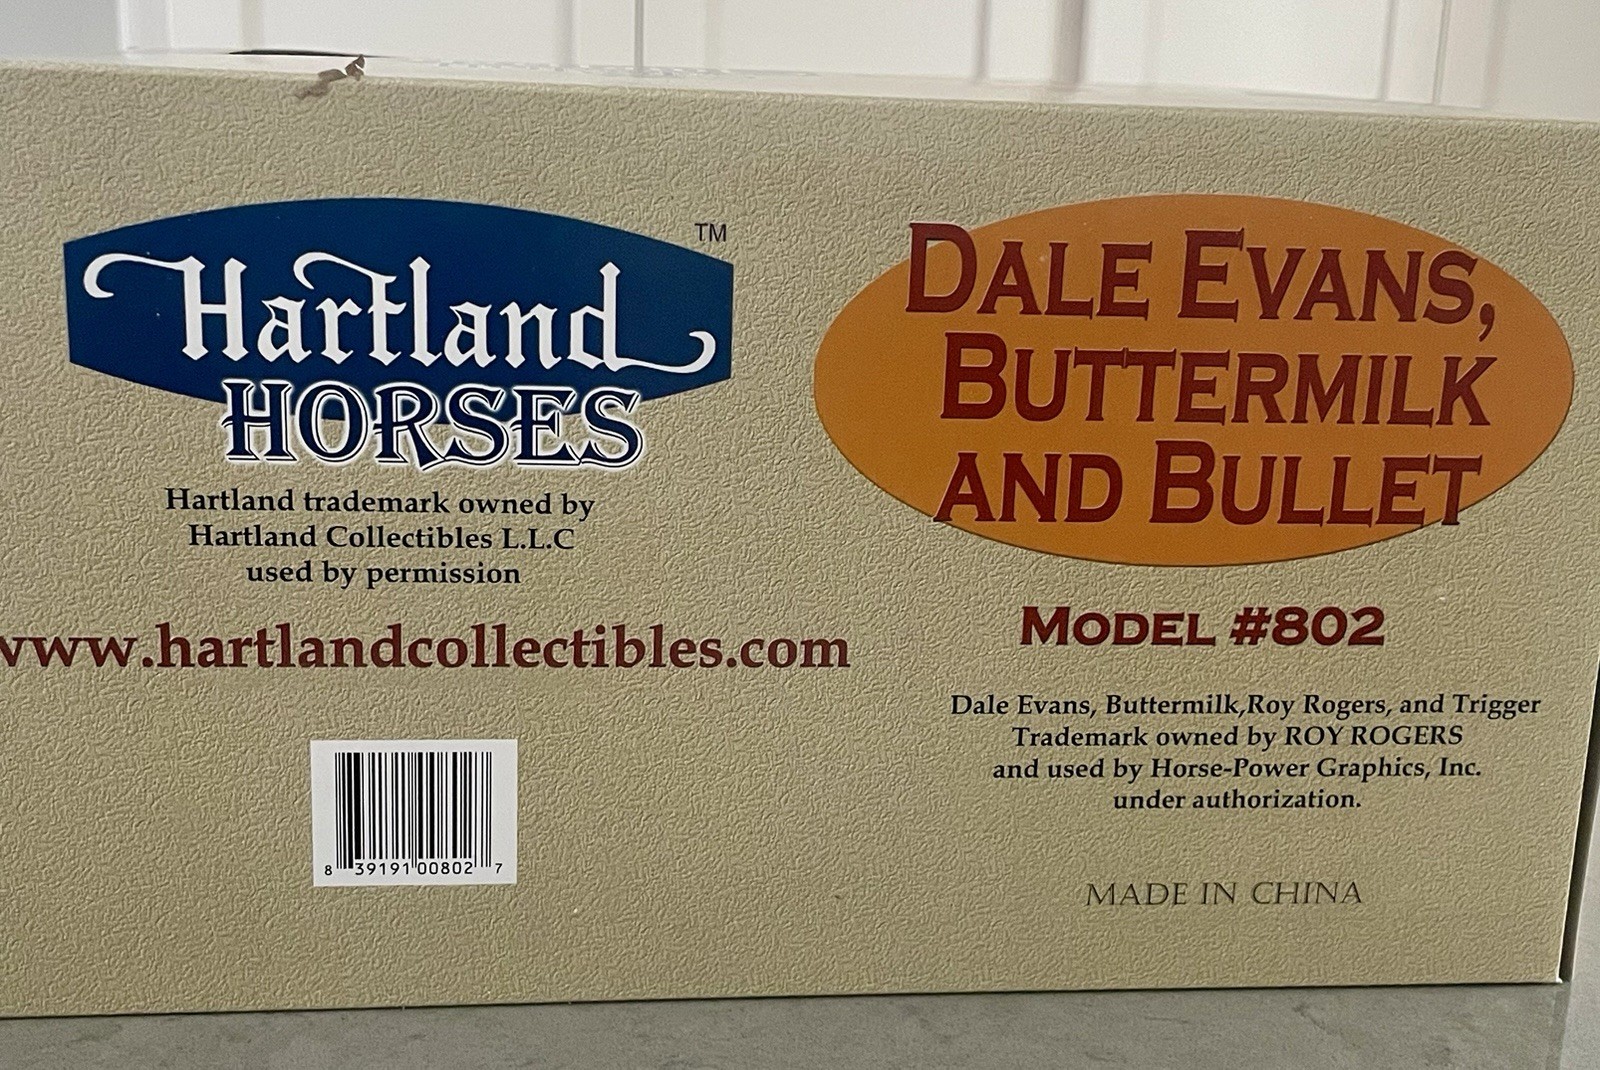 Hartland
TM
HORSES
Hartland trademark owned by
Hartland Collectibles L.L.C
used by permission
www.hartlandcollectibles.com
8 39191 00802 7
DALE EVANS,
BUTTERMILK
AND BULLET
MODEL #802
Dale Evans, Buttermilk,Roy Rogers, and Trigger
Trademark owned by ROY ROGERS
and used by Horse-Power Graphics, Inc.
under authorization.
MADE IN CHINA